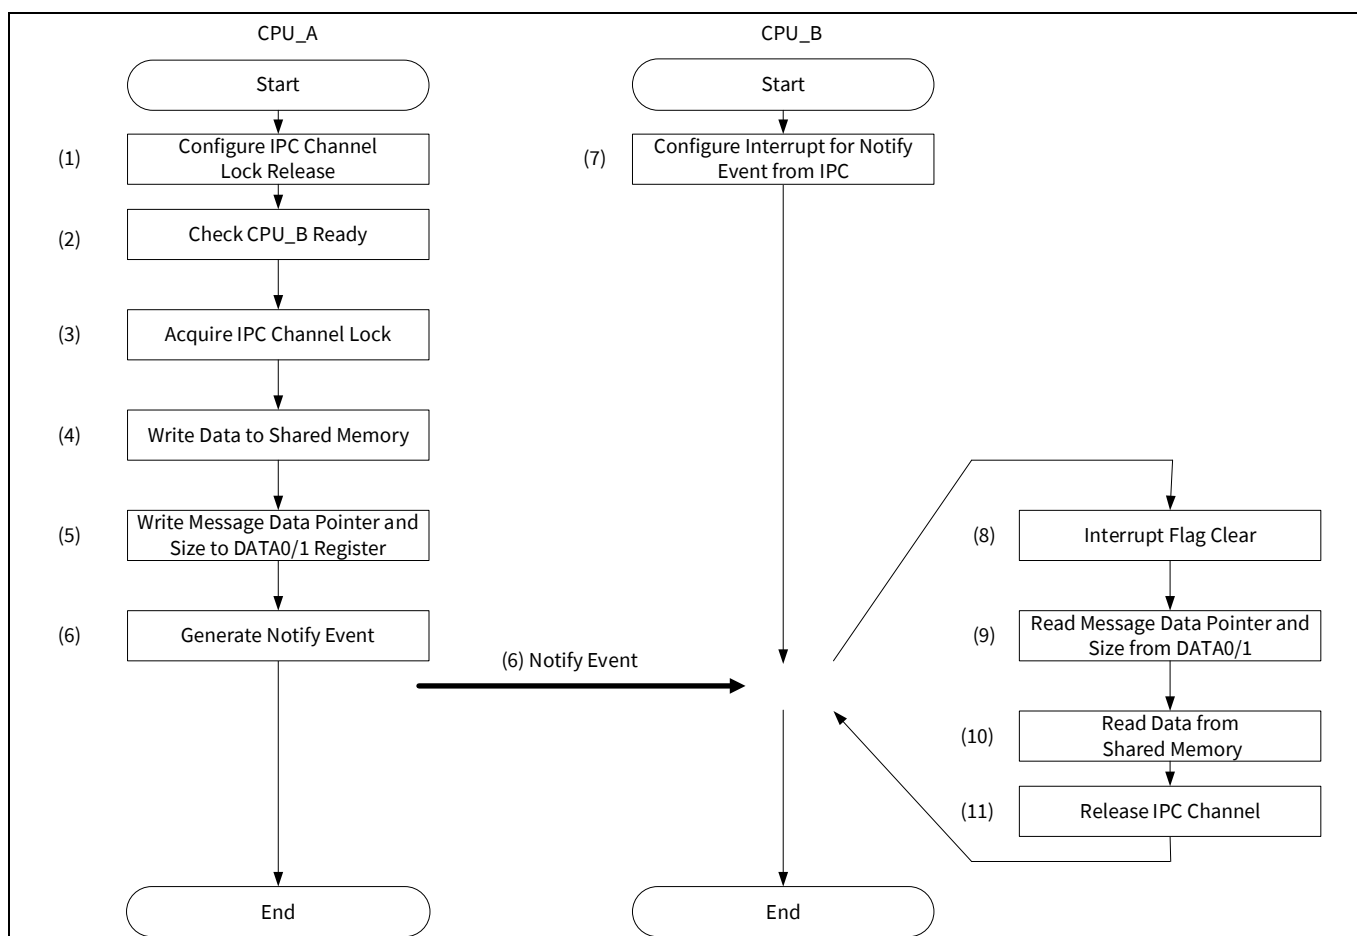 CPU_A
Start
(1)
Configure IPC Channel
Lock Release
(2)
Check CPU_B Ready
(3)
Acquire IPC Channel Lock
(4)
Write Data to Shared Memory
(5)
Write Message Data Pointer and
Size to DATA0/1 Register
(6)
Generate Notify Event
(6) Notify Event
End
CPU_B
Start
(7)
Configure Interrupt for Notify
Event from IPC
(8)
Interrupt Flag Clear
(9)
Read Message Data Pointer and
Size from DATA0/1
(10)
Read Data from
Shared Memory
(11)
Release IPC Channel
End